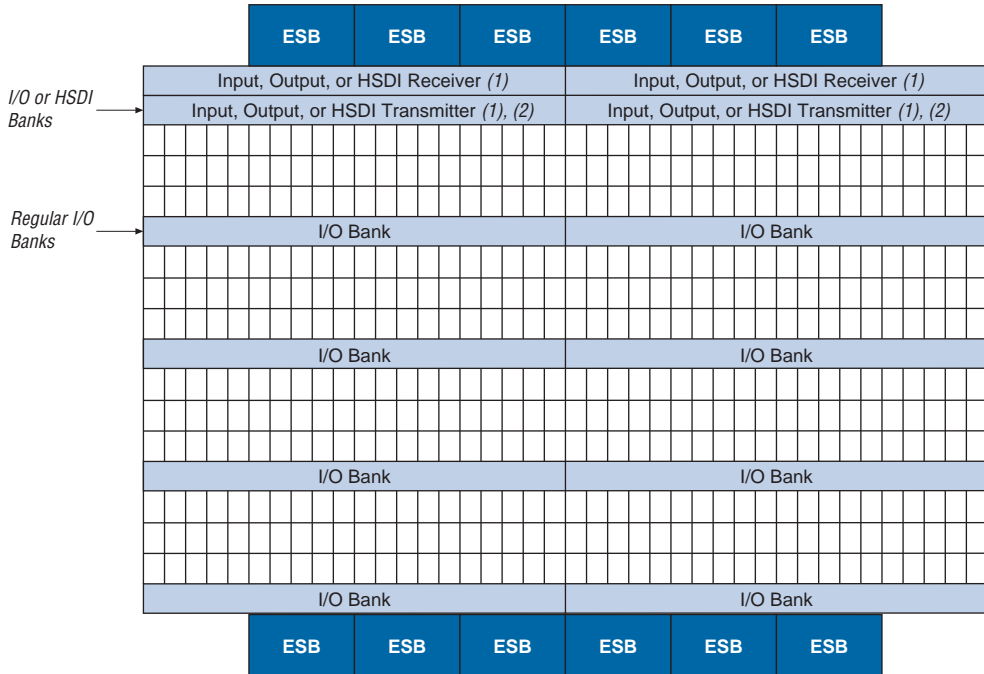 ESB ESB ESB ESB ESB ESB
Input, Output, or HSDI Receiver (1) Input, Output, or HSDI Receiver (1)
I/O or HSDI
Banks
Input, Output, or HSDI Transmitter (1), (2) Input, Output, or HSDI Transmitter (1), (2)
Regular I/O
Banks
I/O Bank I/O Bank
I/O Bank I/O Bank
I/O Bank I/O Bank
I/O Bank I/O Bank
ESB ESB ESB ESB ESB ESB